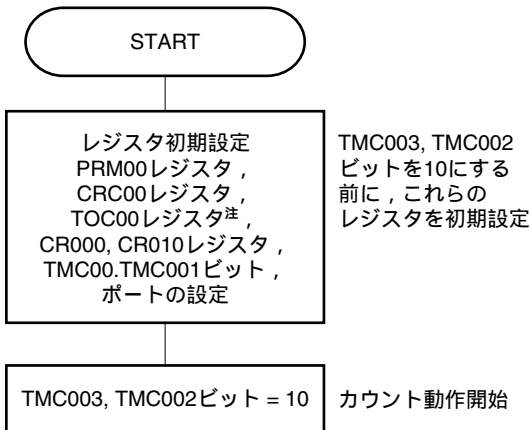 START
レジスタ初期設定
PRM00レジスタ，
CRC00レジスタ，
TOC00レジスタ注，
CR000, CR010レジスタ，
TMC00.TMC001ビット，
ポートの設定
TMC003, TMC002
ビットを10にする
前に，これらの
レジスタを初期設定
TMC003, TMC002ビット = 10
カウント動作開始